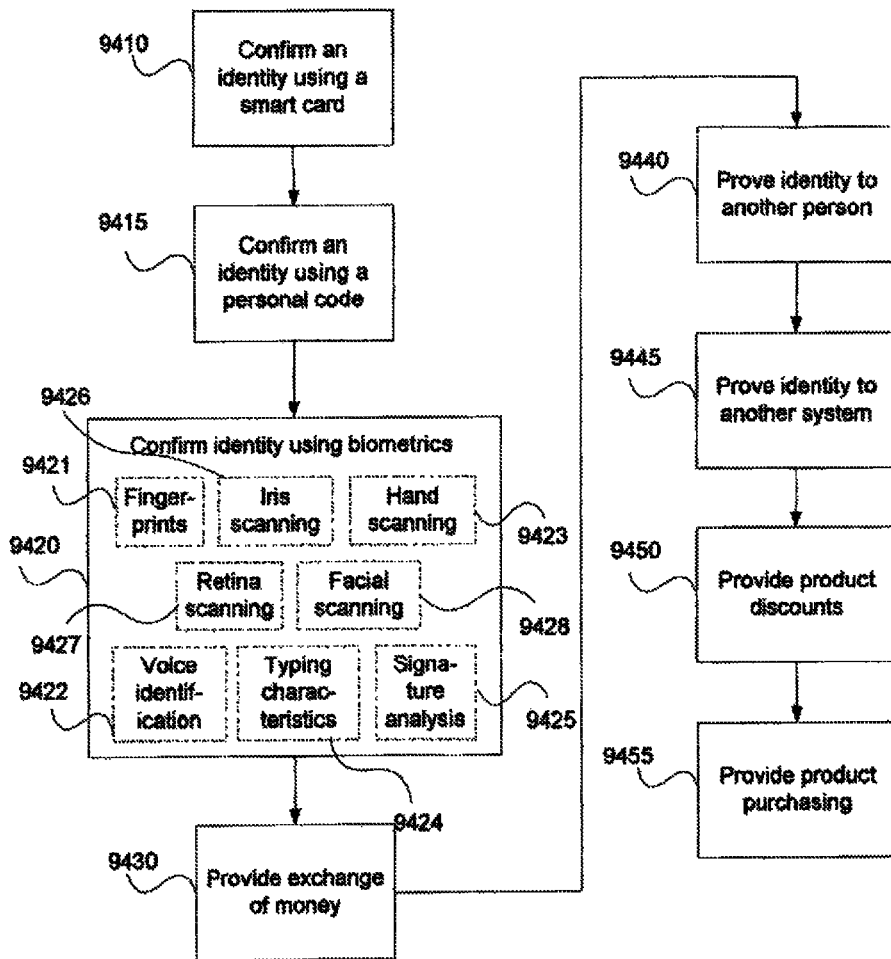 9410
Confirm an
identity using a
smart card
9415
Confirm an
identity using a
personal code
9426
Confirm identity using biometrics
9421
Finger-
prints
Iris
scanning
Hand
scanning
9423
9420
Retina
scanning
Facial
scanning
9427
9428
9422
Voice
identif-
ication
Typing
charac-
teristics
Signa-
ture
analysis
9425
9424
9430
Provide exchange
of money
9440
Prove identity to
another person
9445
Prove identity to
another system
9450
Provide product
discounts
9455
Provide product
purchasing